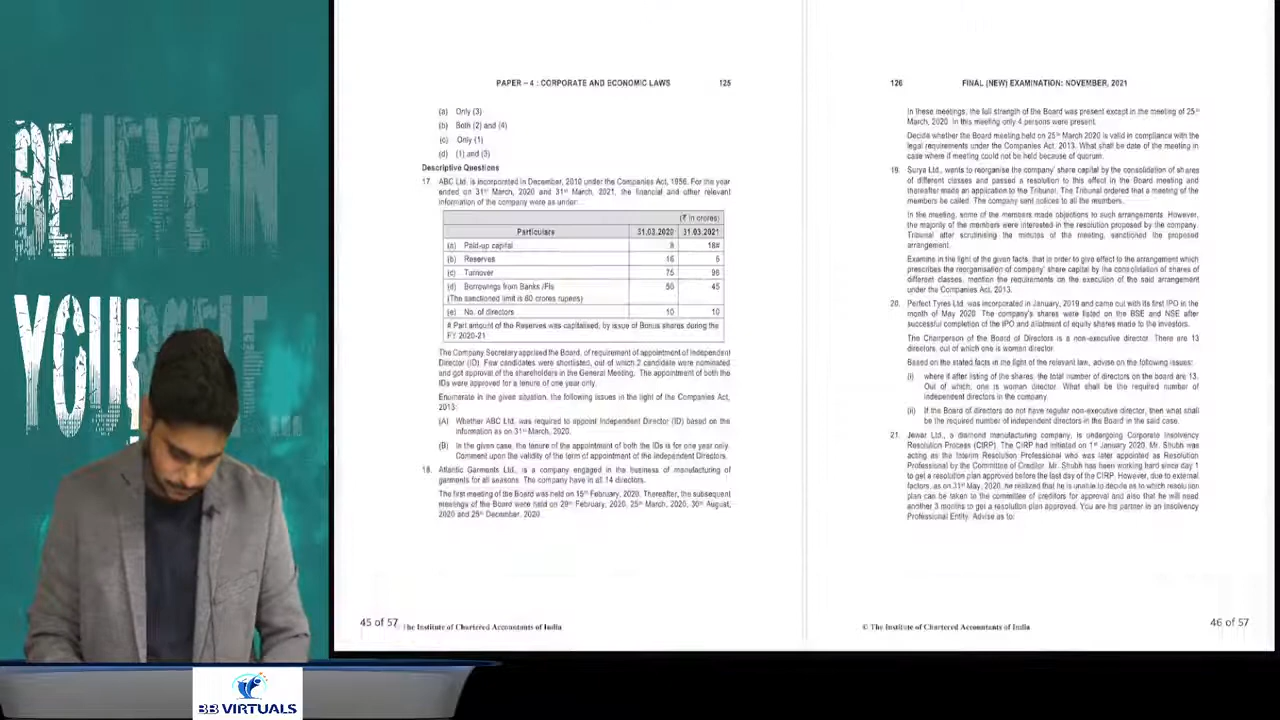 BELIEVE IN
YOURSELF...
BB VIRTUALS
PAPER – 4 : CORPORATE AND ECONOMIC LAWS 125
(a) Only (3)
(b) Both (2) and (4)
(c) Only (1)
(d) (1) and (3)
Descriptive Questions
17 ABC Ltd. is incorporated in December, 2010 under the Companies Act, 1956. For the year
ended on 31st March, 2020 and 31st March, 2021, the financial and other relevant
information of the company were as under:
(₹ in crores)
Particulars 31.03.2020 31.03.2021
(a) Paid-up capital 8 18#
(b) Reserves 16 6
(c) Turnover 75 96
(d) Borrowings from Banks /FIs 50 45
(The sanctioned limit is 60 crores rupees)
(e) No. of directors 10 10
# Part amount of the Reserves was capitalised, by issue of Bonus shares during the
FY 2020-21
The Company Secretary apprised the Board, of requirement of appointment of Independent
Director (ID). Few candidates were shortlisted, out of which 2 candidate were nominated
and got approval of the shareholders in the General Meeting. The appointment of both the
IDs were approved for a tenure of one year only.
Enumerate in the given situation, the following issues in the light of the Companies Act,
2013:
(A) Whether ABC Ltd. was required to appoint Independent Director (ID) based on the
information as on 31st March, 2020.
(B) In the given case, the tenure of the appointment of both the IDs is for one year only.
Comment upon the validity of the term of appointment of the independent Directors.
18. Atlantic Garments Ltd., is a company engaged in the business of manufacturing of
garments for all seasons. The company have in all 14 directors.
The first meeting of the Board was held on 15th February, 2020. Thereafter, the subsequent
meetings of the Board were held on 29th February, 2020, 25th March, 2020, 30th August,
2020 and 25th December, 2020.
45 of 57 © The Institute of Chartered Accountants of India
126 FINAL (NEW) EXAMINATION: NOVEMBER, 2021
In these meetings, the full strength of the Board was present except in the meeting of 25th
March, 2020. In this meeting only 4 persons were present.
Decide whether the Board meeting held on 25th March 2020 is valid in compliance with the
legal requirements under the Companies Act, 2013. What shall be date of the meeting in
case where if meeting could not be held because of quorum.
19. Surya Ltd., wants to reorganise the company' share capital by the consolidation of shares
of different classes and passed a resolution to this effect in the Board meeting and
thereafter made an application to the Tribunal. The Tribunal ordered that a meeting of the
members be called. The company sent notices to all the members.
In the meeting, some of the members made objections to such arrangements. However,
the majority of the members were interested in the resolution proposed by the company.
Tribunal after scrutinising the minutes of the meeting, sanctioned the proposed
arrangement.
Examine in the light of the given facts, that in order to give effect to the arrangement which
prescribes the reorganisation of company' share capital by the consolidation of shares of
different classes, mention the requirements on the execution of the said arrangement
under the Companies Act, 2013.
20. Perfect Tyres Ltd. was incorporated in January, 2019 and came out with its first IPO in the
month of May 2020. The company's shares were listed on the BSE and NSE after
successful completion of the IPO and allotment of equity shares made to the investors.
The Chairperson of the Board of Directors is a non-executive director. There are 13
directors, out of which one is woman director.
Based on the stated facts in the light of the relevant law, advise on the following issues:
(i) where if after listing of the shares, the total number of directors on the board are 13.
Out of which, one is woman director. What shall be the required number of
independent directors in the company.
(ii) If the Board of directors do not have regular non-executive director, then what shall
be the required number of independent directors in the Board in the said case.
21. Jewar Ltd., a diamond manufacturing company, is undergoing Corporate Insolvency
Resolution Process (CIRP). The CIRP had initiated on 1st January 2020. Mr. Shubh was
acting as the Interim Resolution Professional who was later appointed as Resolution
Professional by the Committee of Creditor. Mr. Shubh has been working hard since day 1
to get a resolution plan approved before the last day of the CIRP. However, due to external
factors, as on 31st May, 2020, he realized that he is unable to decide as to which resolution
plan can be taken to the committee of creditors for approval and also that he will need
another 3 months to get a resolution plan approved. You are his partner in an Insolvency
Professional Entity. Advise as to:
© The Institute of Chartered Accountants of India 46 of 57